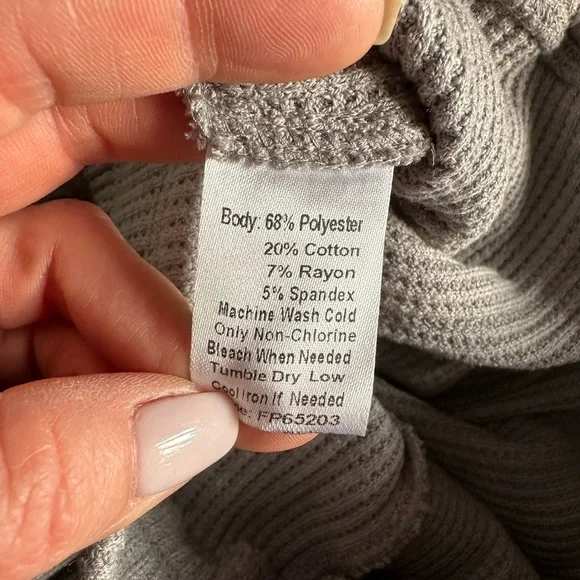 Body: 68% Polyester
20% Cotton
7% Rayon
5% Spandex
Machine Wash Cold
Only Non-Chlorine
Bleach When Needed
Tumble Dry Low
Cool Iron If Needed
FP65203